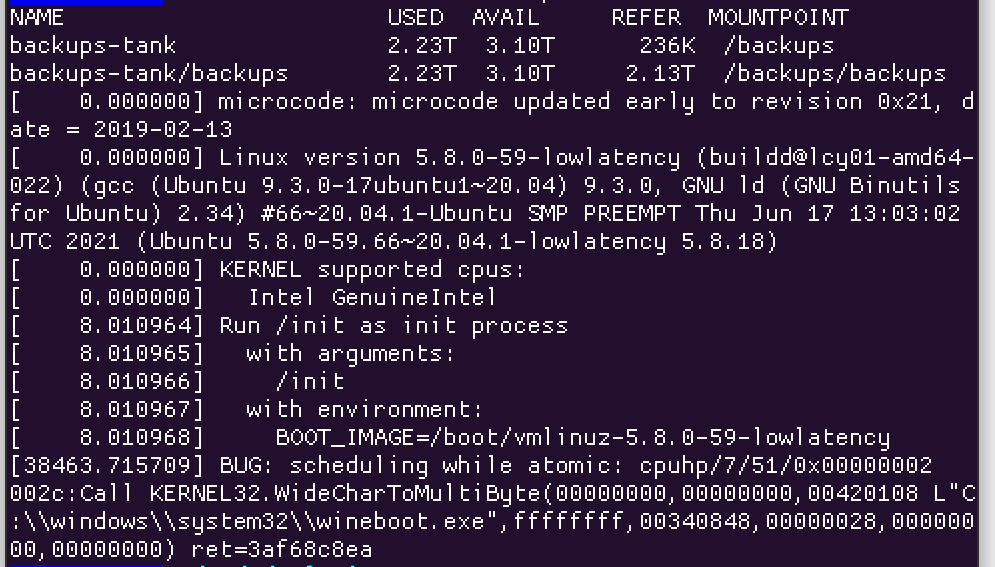 NAME USED AVAIL REFER MOUNTPOINT
backups-tank 2.23T 3.10T 236K /backups
backups-tank/backups 2.23T 3.10T 2.13T /backups/backups
[    0.000000] microcode: microcode updated early to revision 0x21, d
ate = 2019-02-13
[    0.000000] Linux version 5.8.0-59-lowlatency (buildd@lcy01-amd64-
022) (gcc (Ubuntu 9.3.0-17ubuntu1~20.04) 9.3.0, GNU ld (GNU Binutils
for Ubuntu) 2.34) #66~20.04.1-Ubuntu SMP PREEMPT Thu Jun 17 13:03:02
UTC 2021 (Ubuntu 5.8.0-59.66~20.04.1-lowlatency 5.8.18)
[    0.000000] KERNEL supported cpus:
[    0.000000]   Intel GenuineIntel
[    8.010964] Run /init as init process
[    8.010965]   with arguments:
[    8.010966]     /init
[    8.010967]   with environment:
[    8.010968]     BOOT_IMAGE=/boot/vmlinuz-5.8.0-59-lowlatency
[38463.715709] BUG: scheduling while atomic: cpuhp/7/51/0x00000002
002c:Call KERNEL32.WideCharToMultiByte(00000000,00000000,00420108 L"C
:\\windows\\system32\\wineboot.exe",ffffffff,00340848,00000028,000000
00,00000000) ret=3af68c8ea